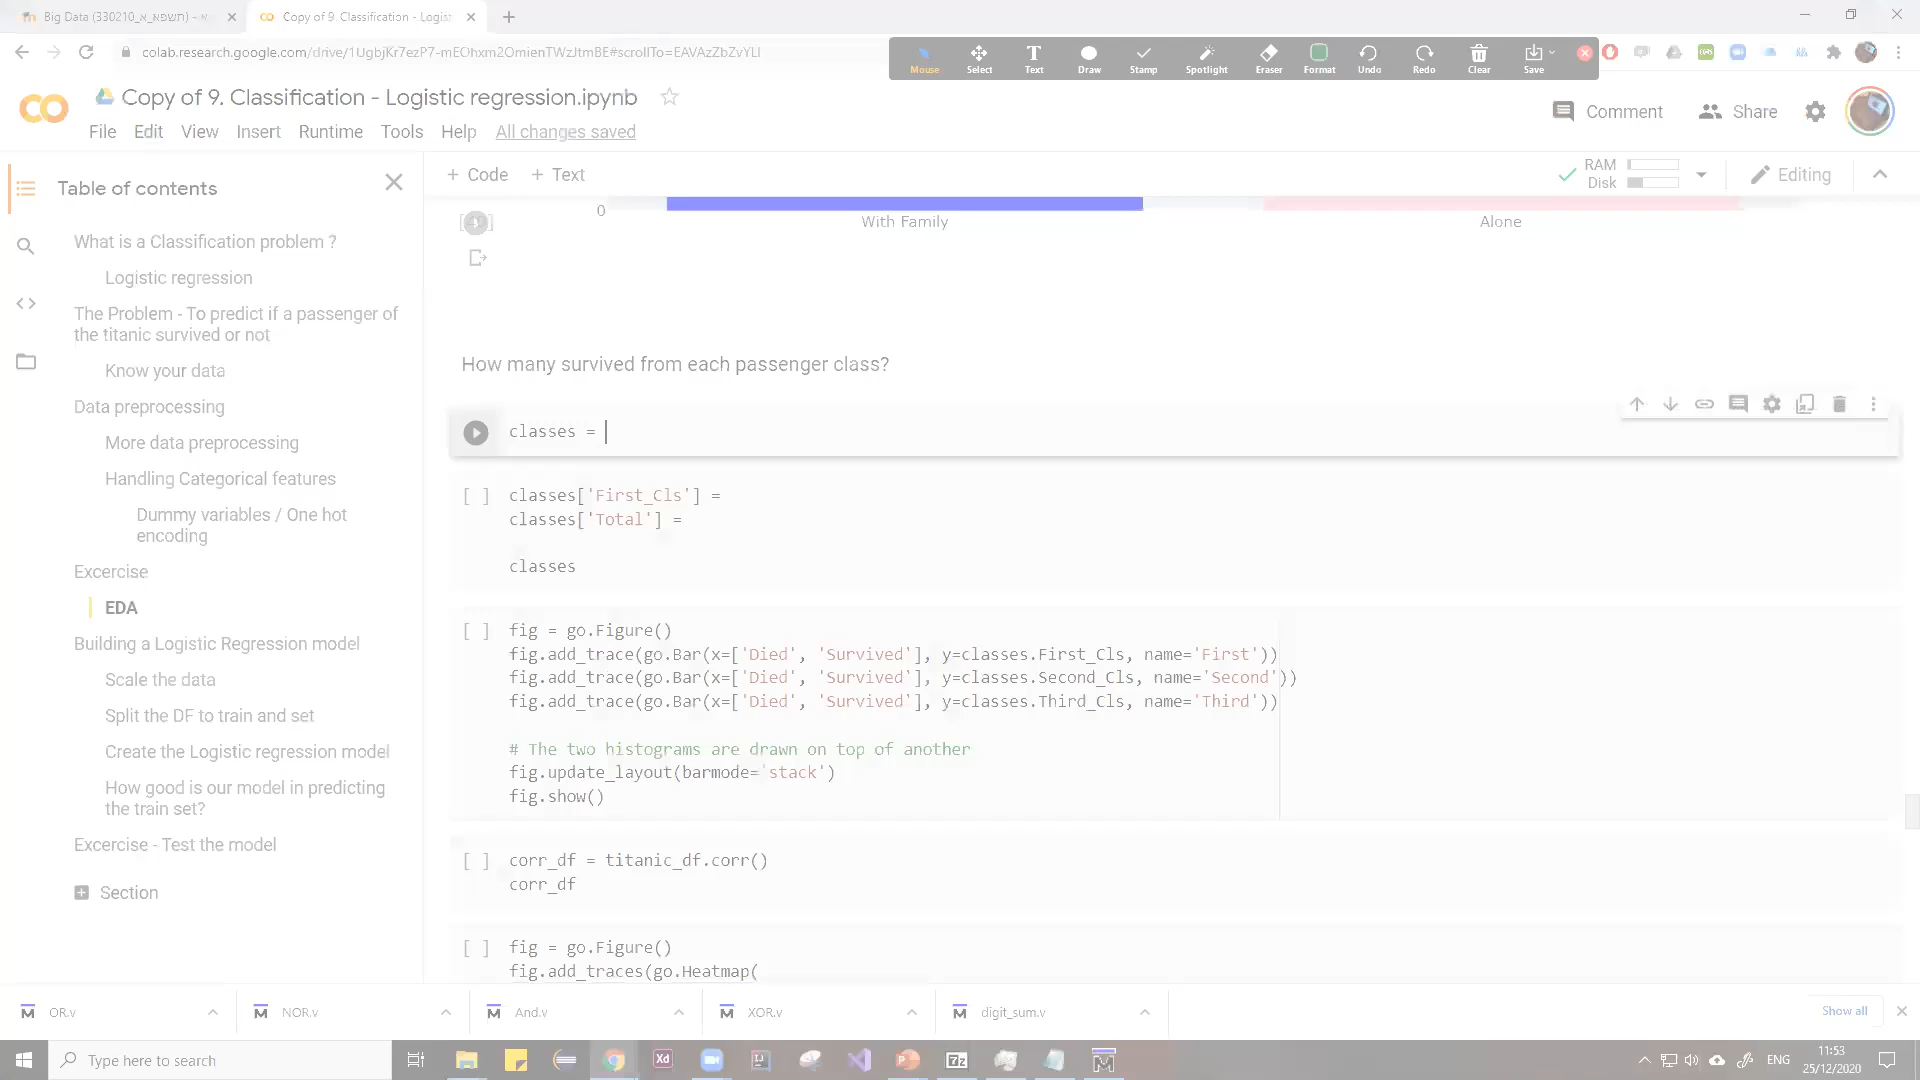 Big Data (330210_תשפא_א) - א
Copy of 9. Classification - Logist
colab.research.google.com/drive/1UgbjKr7ezP7-mEOhxm2OmienTWzJtmBE#scrollTo=EAVAzZbZvYLI
Mouse Select Text Draw Stamp Spotlight Eraser Format Undo Redo Clear Save
Copy of 9. Classification - Logistic regression.ipynb
Comment Share
File Edit View Insert Runtime Tools Help All changes saved
Table of contents
+ Code + Text
RAM
Disk
Editing
What is a Classification problem ?
Logistic regression
The Problem - To predict if a passenger of
the titanic survived or not
Know your data
Data preprocessing
More data preprocessing
Handling Categorical features
Dummy variables / One hot
encoding
Excercise
EDA
Building a Logistic Regression model
Scale the data
Split the DF to train and set
Create the Logistic regression model
How good is our model in predicting
the train set?
Excercise - Test the model
Section
0
With Family Alone
How many survived from each passenger class?
classes =
[ ] classes['First_Cls'] =
classes['Total'] =
classes
[ ] fig = go.Figure()
fig.add_trace(go.Bar(x=['Died', 'Survived'], y=classes.First_Cls, name='First'))
fig.add_trace(go.Bar(x=['Died', 'Survived'], y=classes.Second_Cls, name='Second'))
fig.add_trace(go.Bar(x=['Died', 'Survived'], y=classes.Third_Cls, name='Third'))
# The two histograms are drawn on top of another
fig.update_layout(barmode='stack')
fig.show()
[ ] corr_df = titanic_df.corr()
corr_df
[ ] fig = go.Figure()
fig.add_traces(go.Heatmap(
OR.v NOR.v And.v XOR.v digit_sum.v Show all
Type here to search
ENG
11:53
25/12/2020